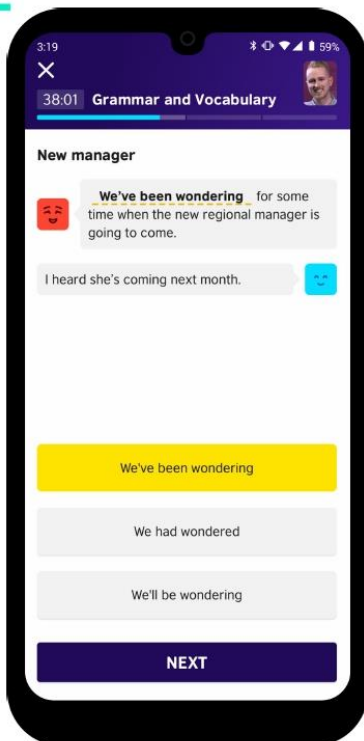 3:19 59%
38:01 Grammar and Vocabulary
New manager
We've been wondering for some
time when the new regional manager is
going to come.
I heard she's coming next month.
We've been wondering
We had wondered
We'll be wondering
NEXT